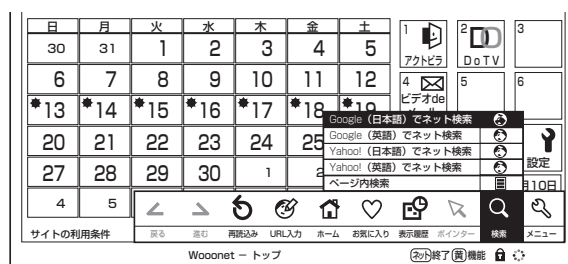 日 月 火 水 木 金 土
1 アクトビラ
2 DoTV
3
30 31 1 2 3 4 5
6 7 8 9 10 11 12
4 ビデオde
5
6
13 14 15 16 17 18 19
Google（日本語）でネット検索
Google（英語）でネット検索
Yahoo!（日本語）でネット検索
Yahoo!（英語）でネット検索
ページ内検索
20 21 22 23 24 25
設定
27 28 29 30 1 2
月10日
4 5
サイトの利用条件
戻る 進む 再読込み URL入力 ホーム お気に入り 表示履歴 ポインター 検索 メニュー
Wooonet － トップ
ネット終了 黄機能